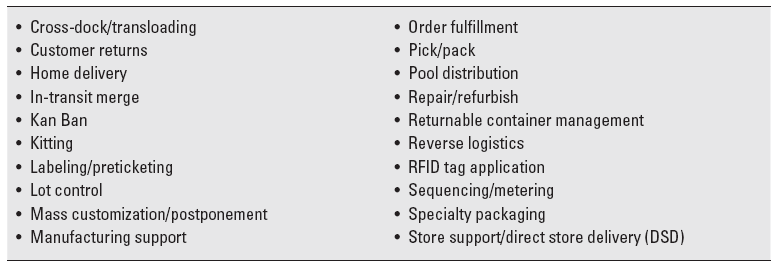 • Cross-dock/transloading
• Customer returns
• Home delivery
• In-transit merge
• Kan Ban
• Kitting
• Labeling/preticketing
• Lot control
• Mass customization/postponement
• Manufacturing support
• Order fulfillment
• Pick/pack
• Pool distribution
• Repair/refurbish
• Returnable container management
• Reverse logistics
• RFID tag application
• Sequencing/metering
• Specialty packaging
• Store support/direct store delivery (DSD)